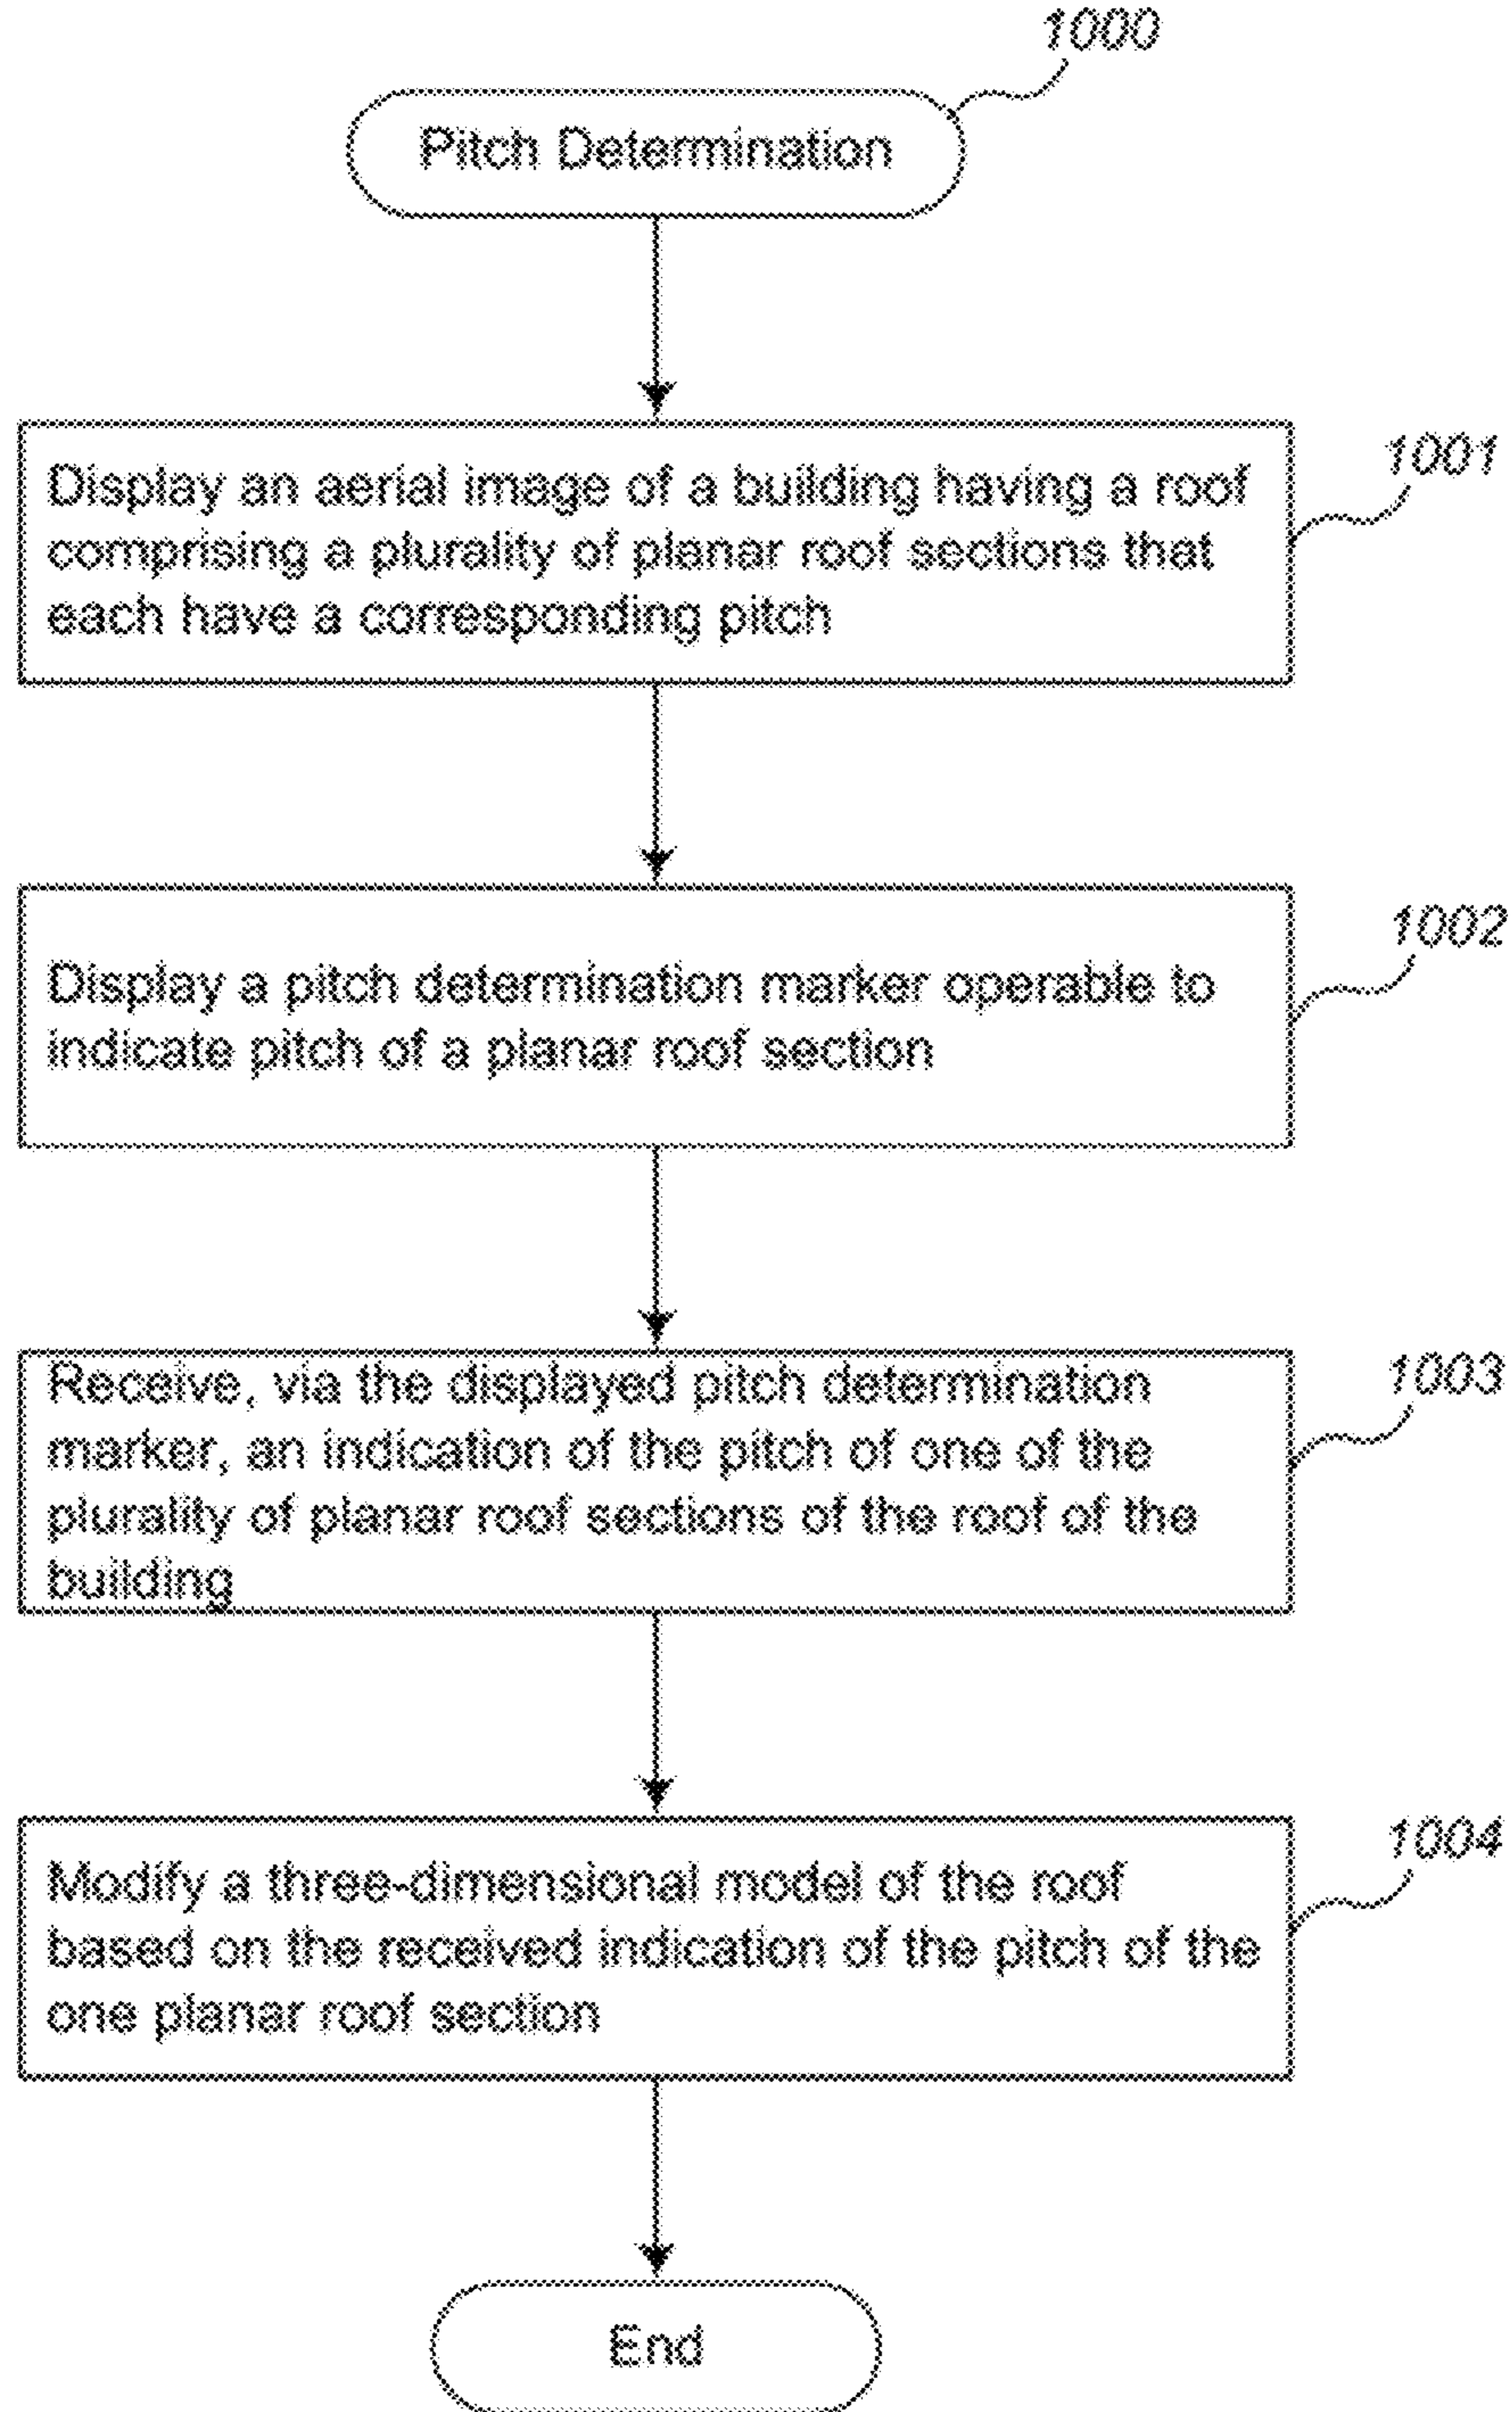 1000
Pitch Determination
1001
Display an aerial image of a building having a roof
comprising a plurality of planar roof sections that
each have a corresponding pitch
1002
Display a pitch determination marker operable to
indicate pitch of a planar roof section
1003
Receive, via the displayed pitch determination
marker, an indication of the pitch of one of the
plurality of planar roof sections of the roof of the
building
1004
Modify a three-dimensional model of the roof
based on the received indication of the pitch of the
one planar roof section
End